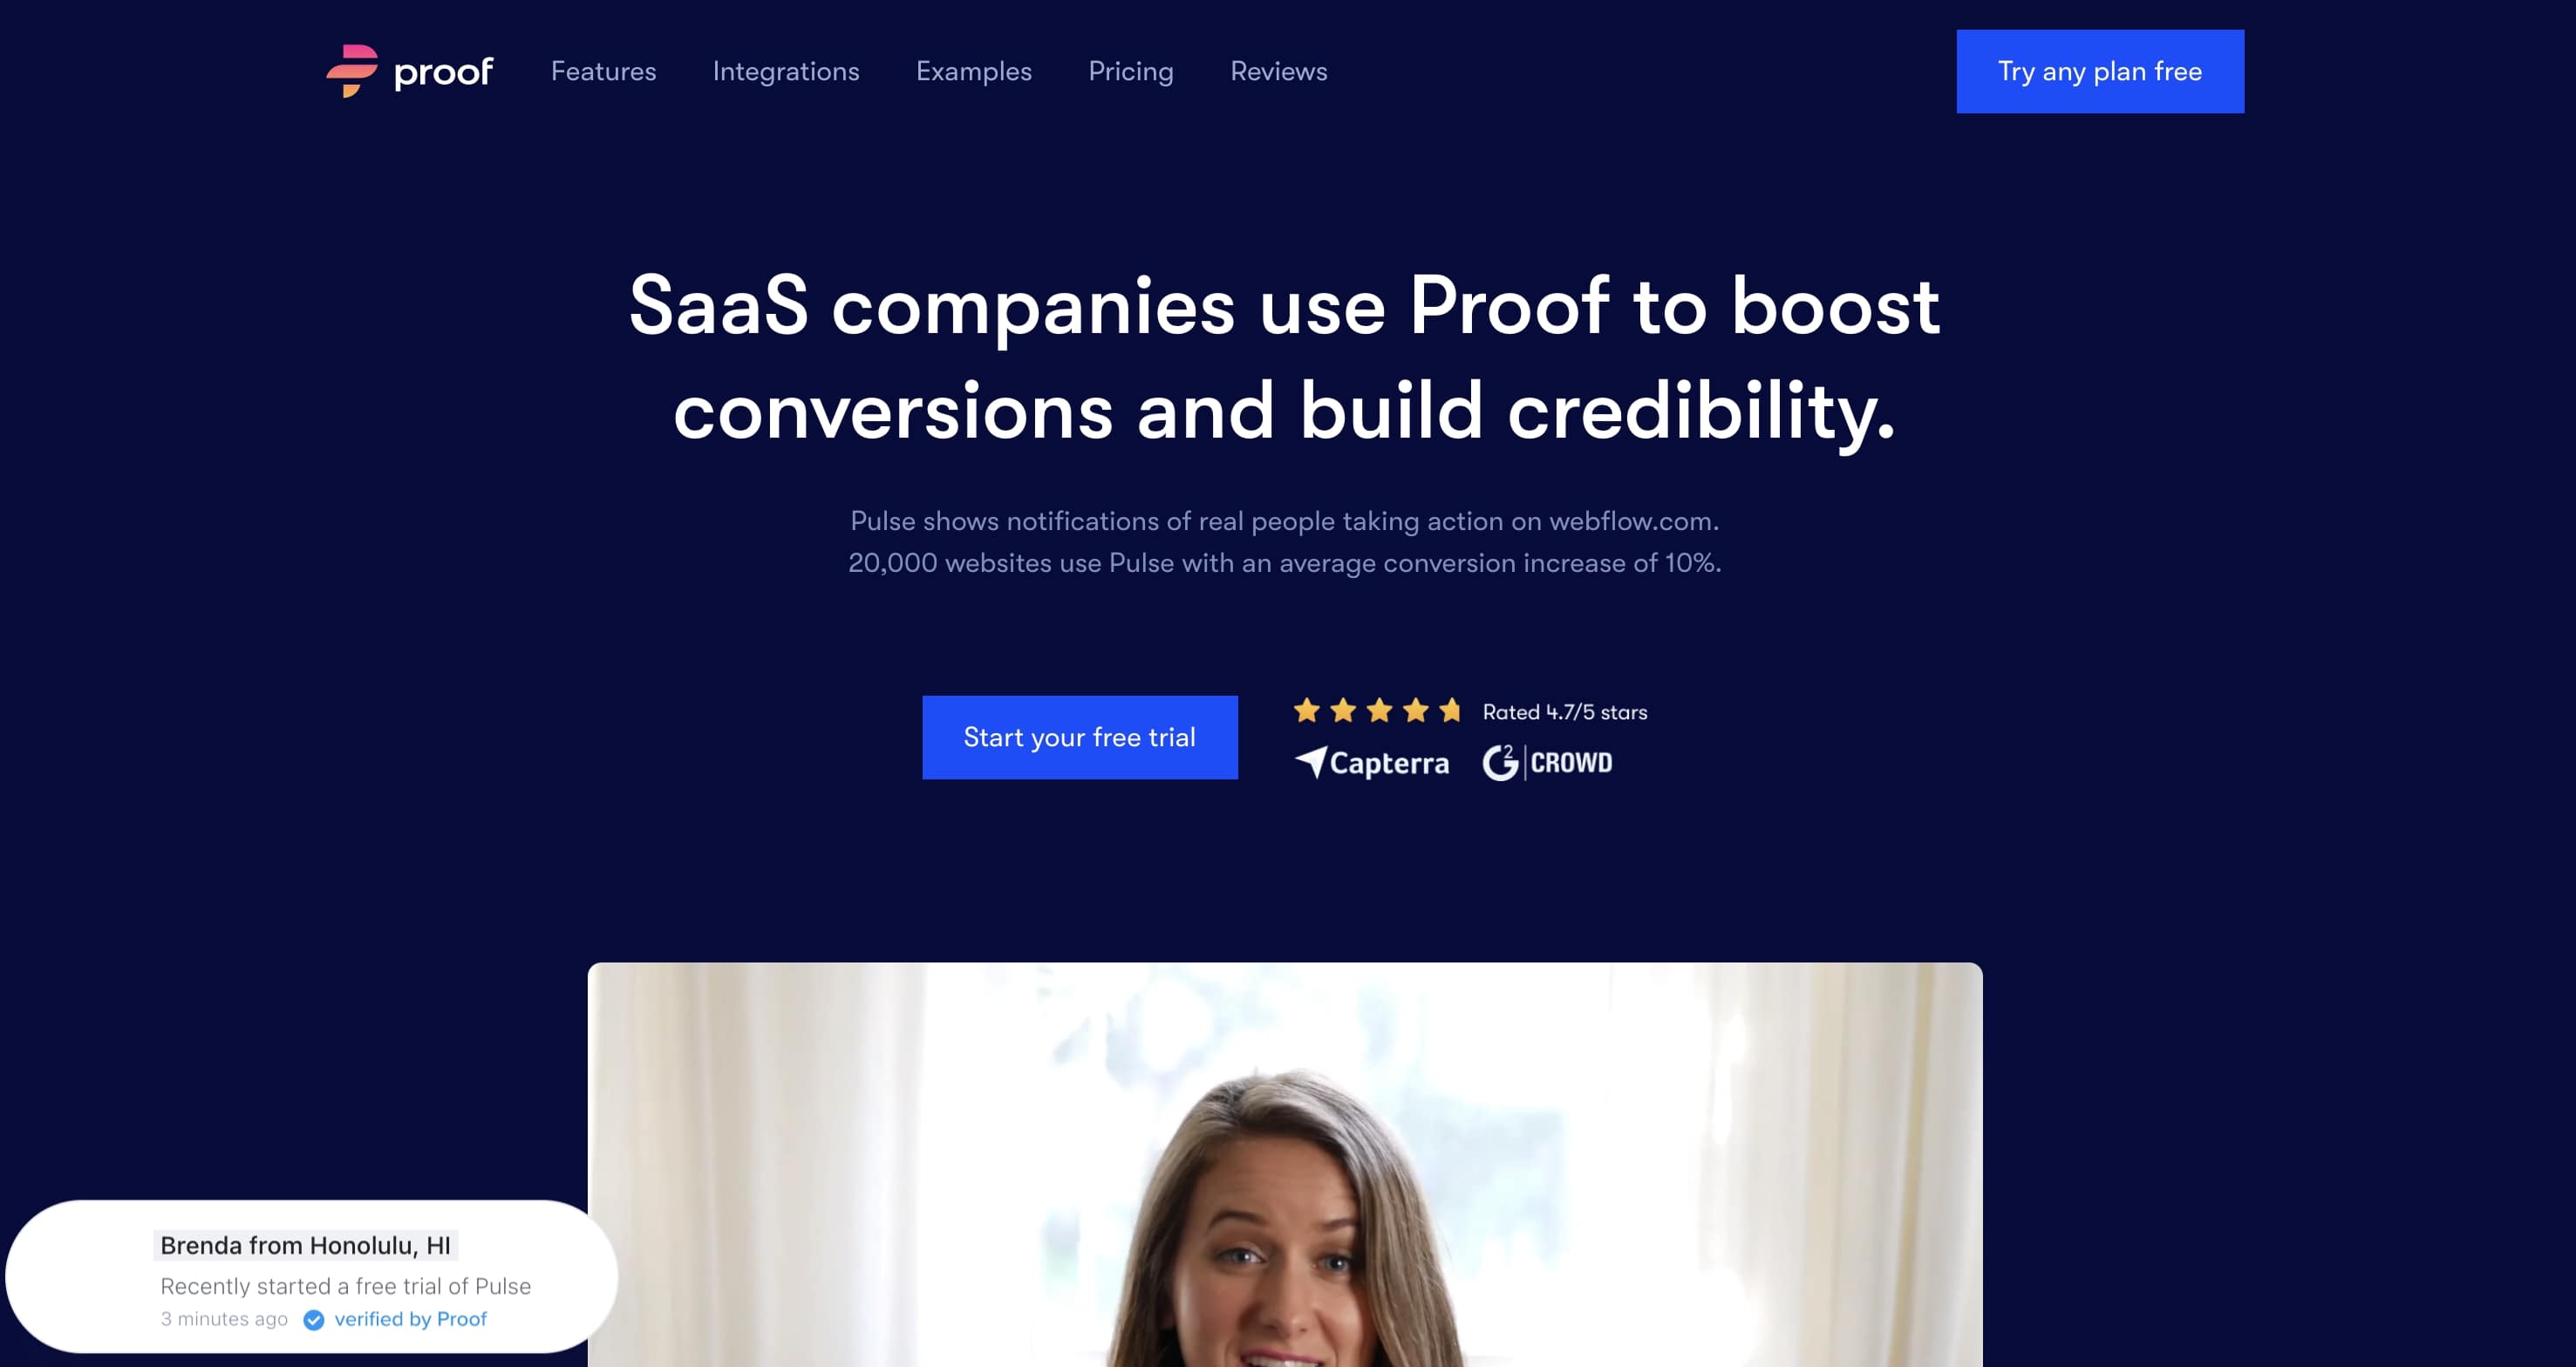 proof
Features
Integrations
Examples
Pricing
Reviews
Try any plan free
SaaS companies use Proof to boost
conversions and build credibility.
Pulse shows notifications of real people taking action on webflow.com.
20,000 websites use Pulse with an average conversion increase of 10%.
Start your free trial
Rated 4.7/5 stars
Capterra
G2 CROWD
Brenda from Honolulu, HI
Recently started a free trial of Pulse
3 minutes ago verified by Proof